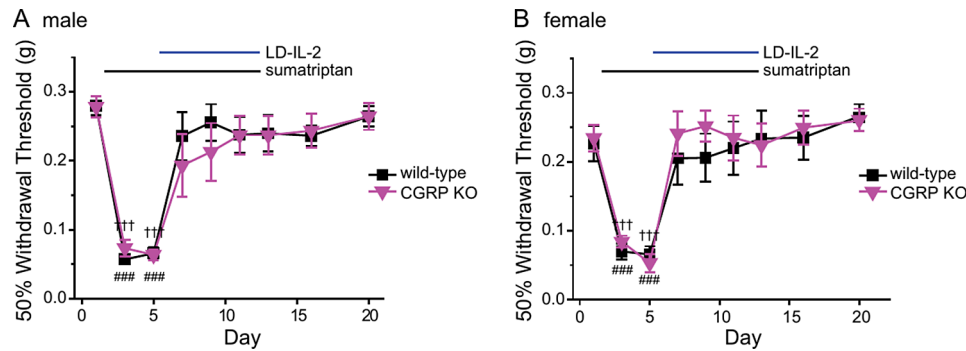 A male
LD-IL-2
sumatriptan
50% Withdrawal Threshold (g)
0.3
0.2
0.1
0.0
†††
†††
###
###
0
5
10
15
20
Day
wild-type
CGRP KO
B female
LD-IL-2
sumatriptan
50% Withdrawal Threshold (g)
0.3
0.2
0.1
0.0
†††
†††
###
###
0
5
10
15
20
Day
wild-type
CGRP KO